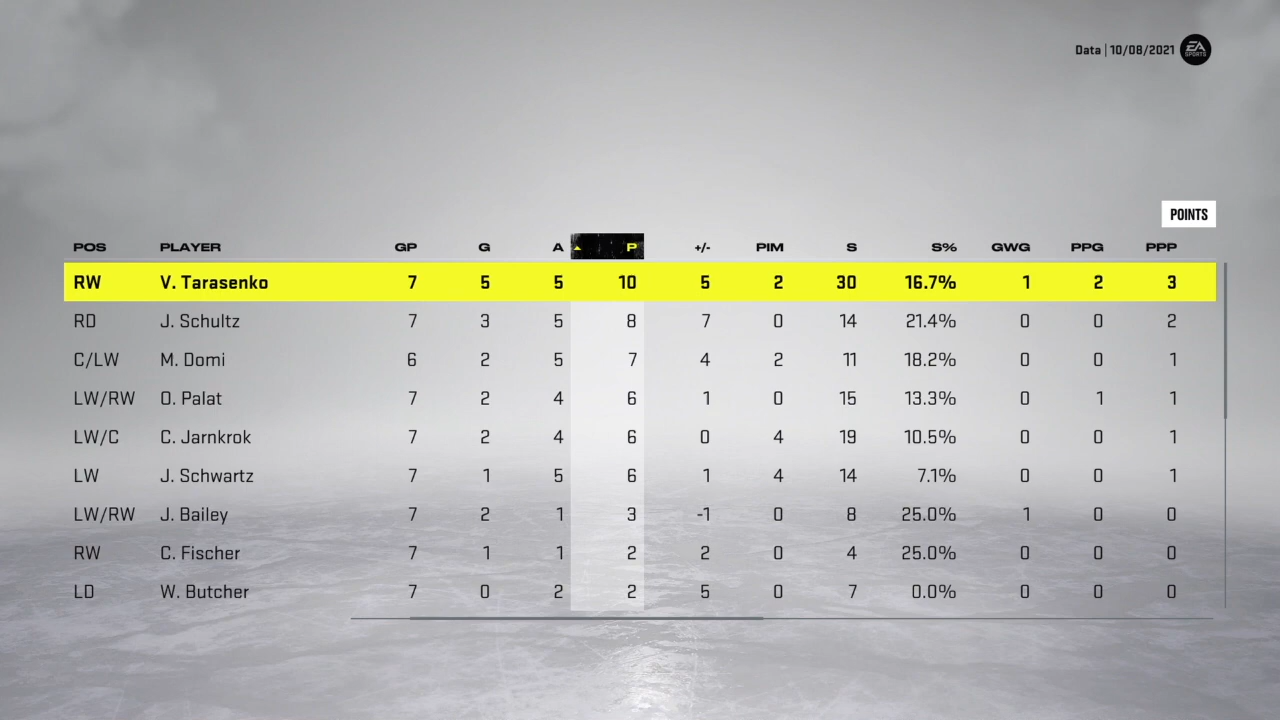 Data | 10/08/2021 EA SPORTS
POINTS
POS PLAYER GP G A P +/- PIM S S% GWG PPG PPP
RW V. Tarasenko 7 5 5 10 5 2 30 16.7% 1 2 3
RD J. Schultz 7 3 5 8 7 0 14 21.4% 0 0 2
C/LW M. Domi 6 2 5 7 4 2 11 18.2% 0 0 1
LW/RW O. Palat 7 2 4 6 1 0 15 13.3% 0 1 1
LW/C C. Jarnkrok 7 2 4 6 0 4 19 10.5% 0 0 1
LW J. Schwartz 7 1 5 6 1 4 14 7.1% 0 0 1
LW/RW J. Bailey 7 2 1 3 -1 0 8 25.0% 1 0 0
RW C. Fischer 7 1 1 2 2 0 4 25.0% 0 0 0
LD W. Butcher 7 0 2 2 5 0 7 0.0% 0 0 0